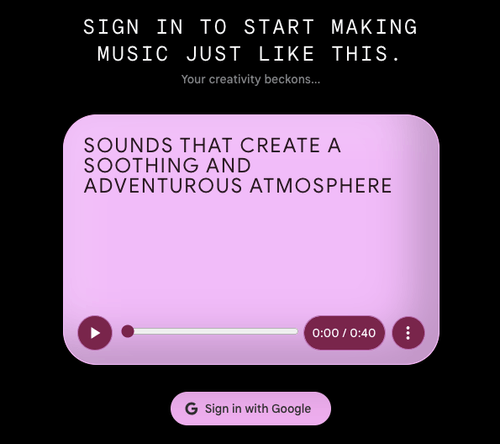 SIGN IN TO START MAKING
MUSIC JUST LIKE THIS.
Your creativity beckons...
SOUNDS THAT CREATE A
SOOTHING AND
ADVENTUROUS ATMOSPHERE
0:00 / 0:40
G Sign in with Google